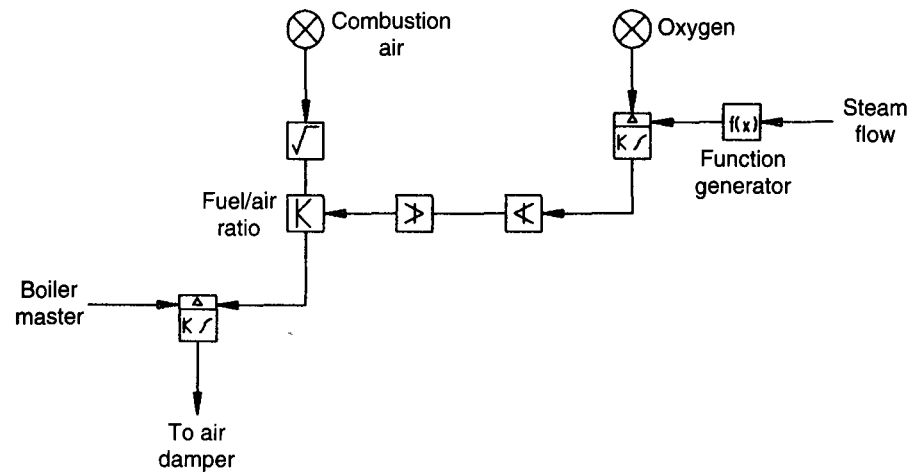 Combustion
air
Oxygen
√
Δ
K ∫
f(x)
Steam
flow
Function
generator
Fuel/air
ratio
K
≯
≮
Boiler
master
Δ
K ∫
To air
damper